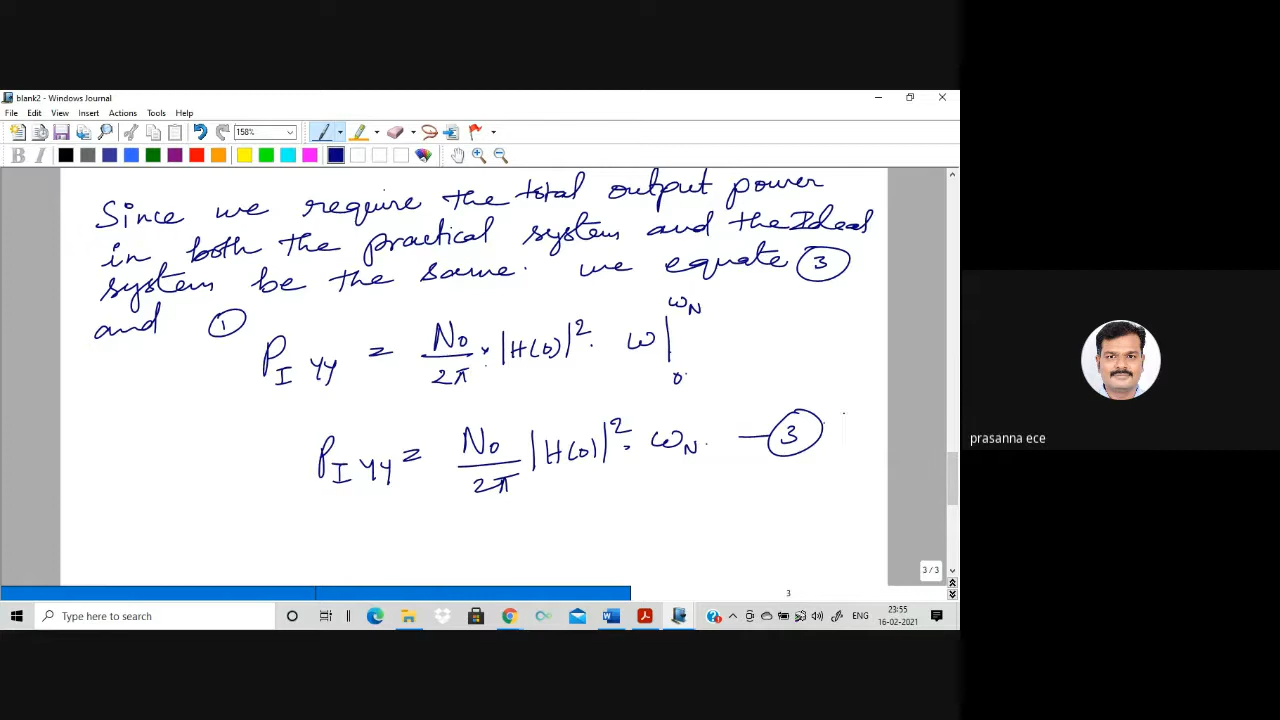 blank2 - Windows Journal
File Edit View Insert Actions Tools Help
158%
B I
Since we require the total output power
in both the practical system and the Ideal
system be the same. we equate ③
and ①
P_I YY = N₀/2π × |H(0)|² . ω |₀^ω_N
P_I YY = N₀/2π |H(0)|² . ω_N . — ③
prasanna ece
3 / 3
3
Type here to search
ENG
23:55
16-02-2021